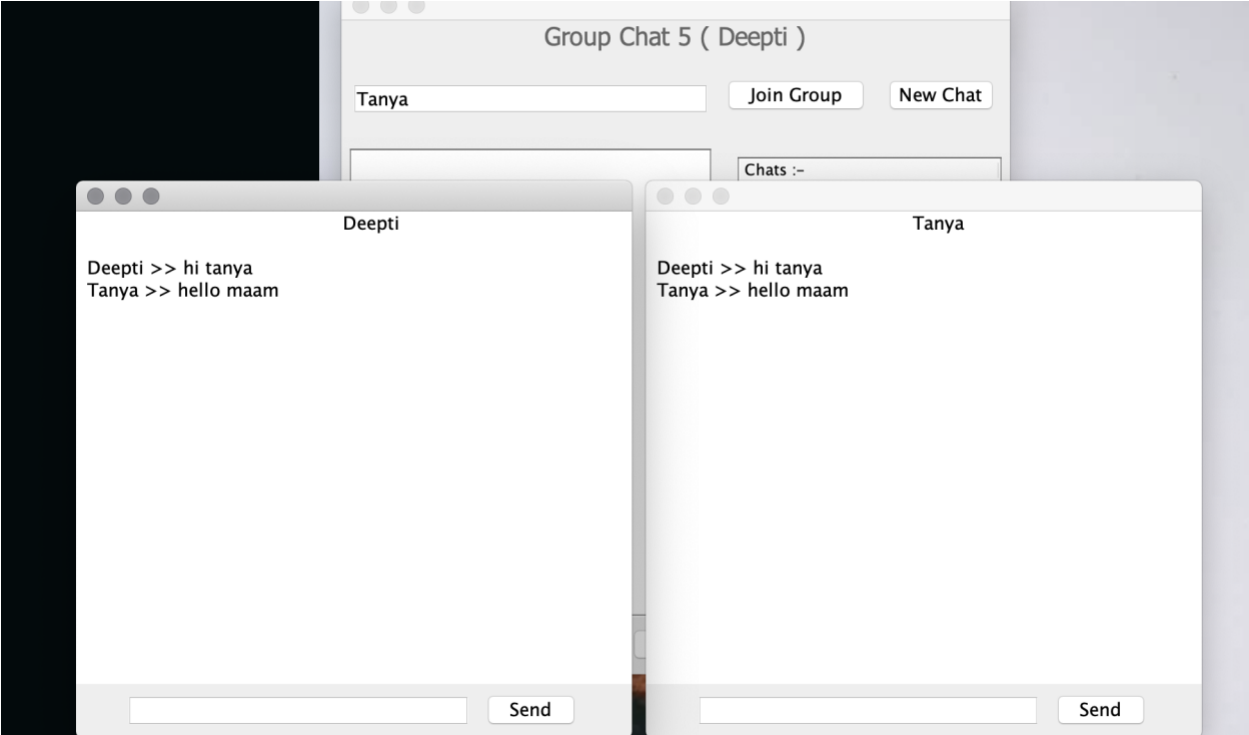 Group Chat 5 ( Deepti )
Tanya
Join Group
New Chat
Chats :-
Deepti
Deepti >> hi tanya
Tanya >> hello maam
Send
Tanya
Deepti >> hi tanya
Tanya >> hello maam
Send